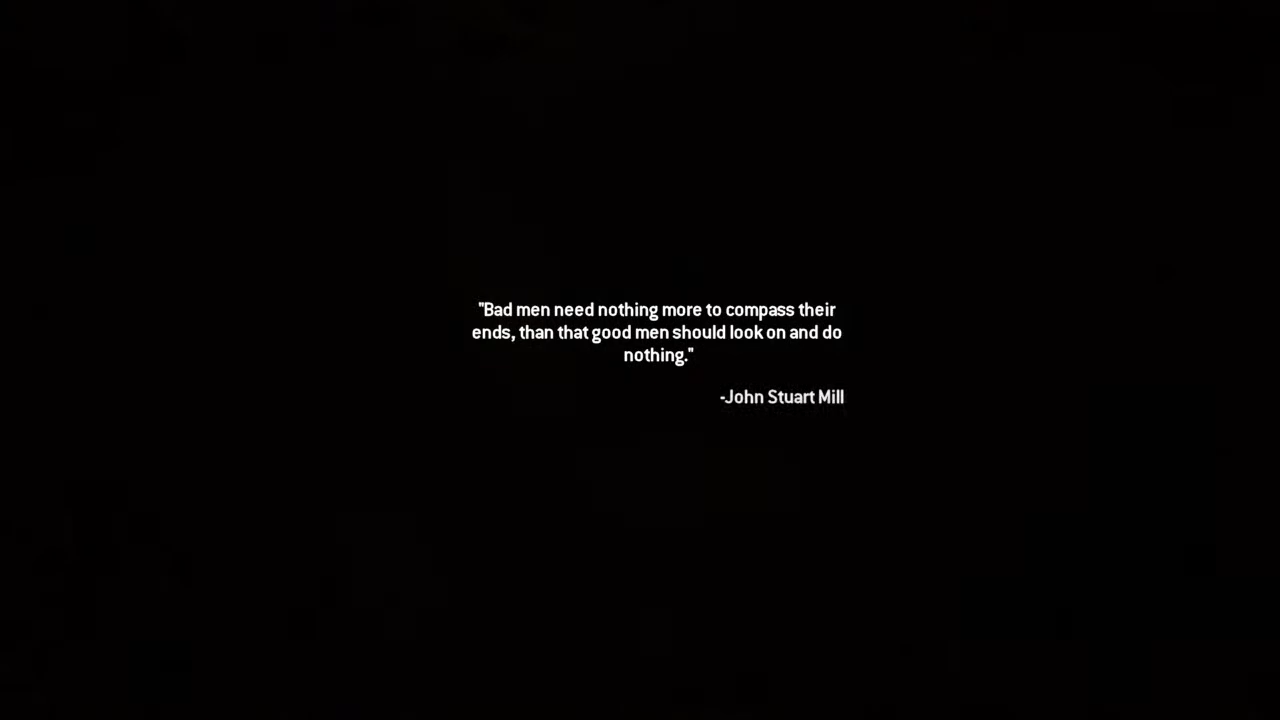 "Bad men need nothing more to compass their
ends, than that good men should look on and do
nothing."
-John Stuart Mill